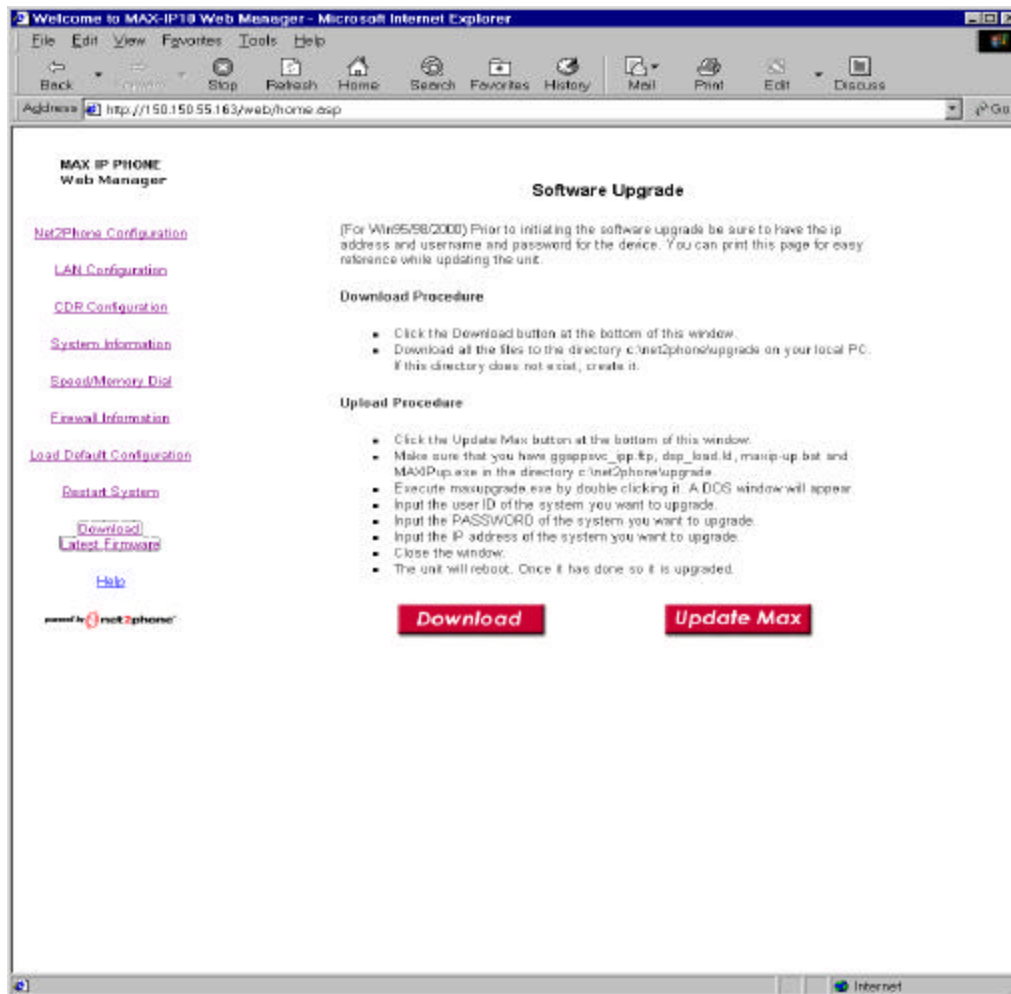 Welcome to MAX-IP10 Web Manager - Microsoft Internet Explorer
File Edit View Favorites Tools Help
Back Stop Refresh Home Search Favorites History Mail Print Edit Discuss
Address http://150.150.55.163/web/home.asp Go
MAX IP PHONE
Web Manager
Net2Phone Configuration
LAN Configuration
CDR Configuration
System Information
Speed/Memory Dial
Firewall Information
Load Default Configuration
Restart System
Download
Latest Firmware
Help
powered by net2phone
Software Upgrade
(For Win95/98/2000) Prior to initiating the software upgrade be sure to have the ip
address and username and password for the device. You can print this page for easy
reference while updating the unit.
Download Procedure
Click the Download button at the bottom of this window.
Download all the files to the directory c:\net2phone\upgrade on your local PC.
If this directory does not exist, create it.
Upload Procedure
Click the Update Max button at the bottom of this window.
Make sure that you have ggappsvc_ipp.ftp, dsp_load.ld, maxip-up.bat and
MAXIPup.exe in the directory c:\net2phone\upgrade.
Execute maxupgrade.exe by double clicking it. A DOS window will appear.
Input the user ID of the system you want to upgrade.
Input the PASSWORD of the system you want to upgrade.
Input the IP address of the system you want to upgrade.
Close the window.
The unit will reboot. Once it has done so it is upgraded.
Download Update Max
Internet